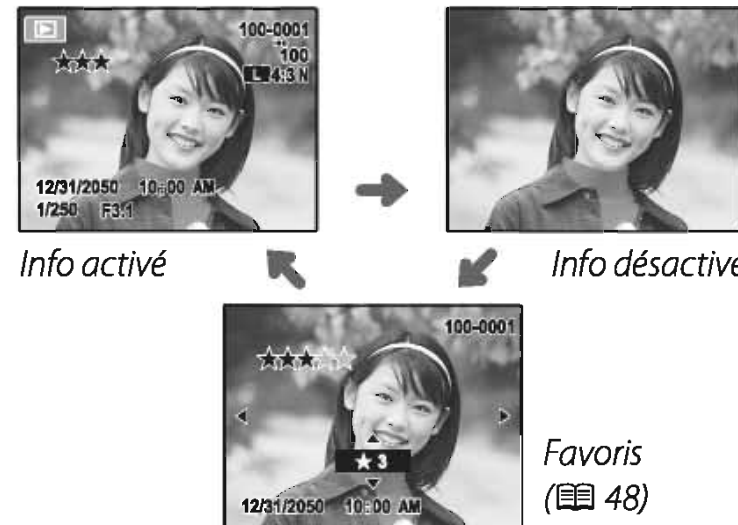 100-0001
★★★ 100
L 4:3 N
12/31/2050 10:00 AM
1/250 F3.1
Info activé
Info désactivé
100-0001
★★★☆☆
★ 3
12/31/2050 10:00 AM
Favoris
(48)